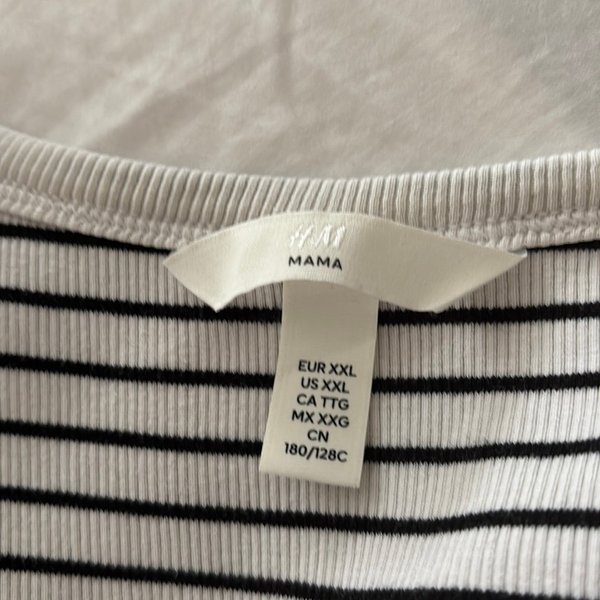 H&M
MAMA
EUR XXL
US XXL
CA TTG
MX XXG
CN
180/128C